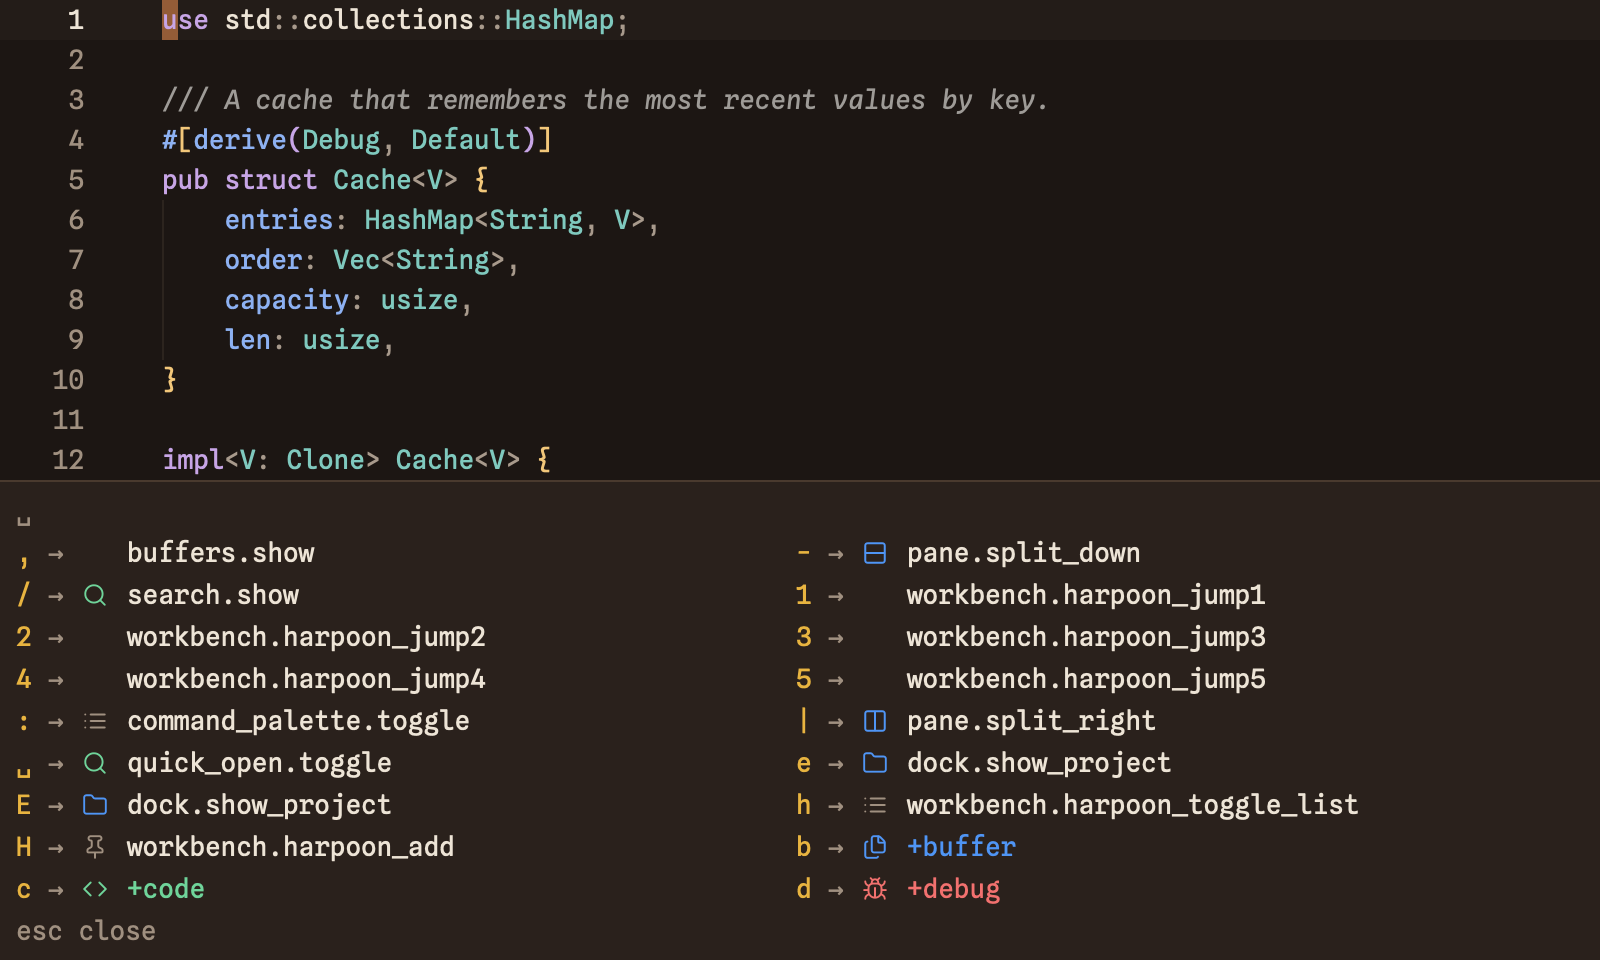 1 use std::collections::HashMap;
2
3 /// A cache that remembers the most recent values by key.
4 #[derive(Debug, Default)]
5 pub struct Cache<V> {
6 entries: HashMap<String, V>,
7 order: Vec<String>,
8 capacity: usize,
9 len: usize,
10 }
11
12 impl<V: Clone> Cache<V> {
␣
, → buffers.show - → pane.split_down
/ → search.show 1 → workbench.harpoon_jump1
2 → workbench.harpoon_jump2 3 → workbench.harpoon_jump3
4 → workbench.harpoon_jump4 5 → workbench.harpoon_jump5
: → command_palette.toggle | → pane.split_right
␣ → quick_open.toggle e → dock.show_project
E → dock.show_project h → workbench.harpoon_toggle_list
H → workbench.harpoon_add b → +buffer
c → +code d → +debug
esc close